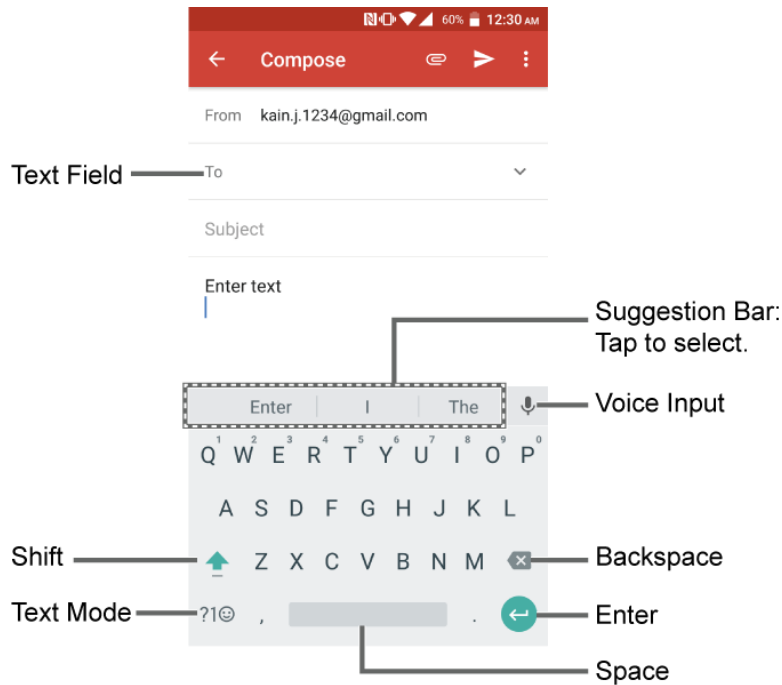 60% 12:30 AM
Compose
From kain.j.1234@gmail.com
Text Field
To
Subject
Enter text
Suggestion Bar:
Tap to select.
Enter I The
Voice Input
1 2 3 4 5 6 7 8 9 0
Q W E R T Y U I O P
A S D F G H J K L
Shift
Z X C V B N M
Backspace
Text Mode
?1☺ , .
Enter
Space